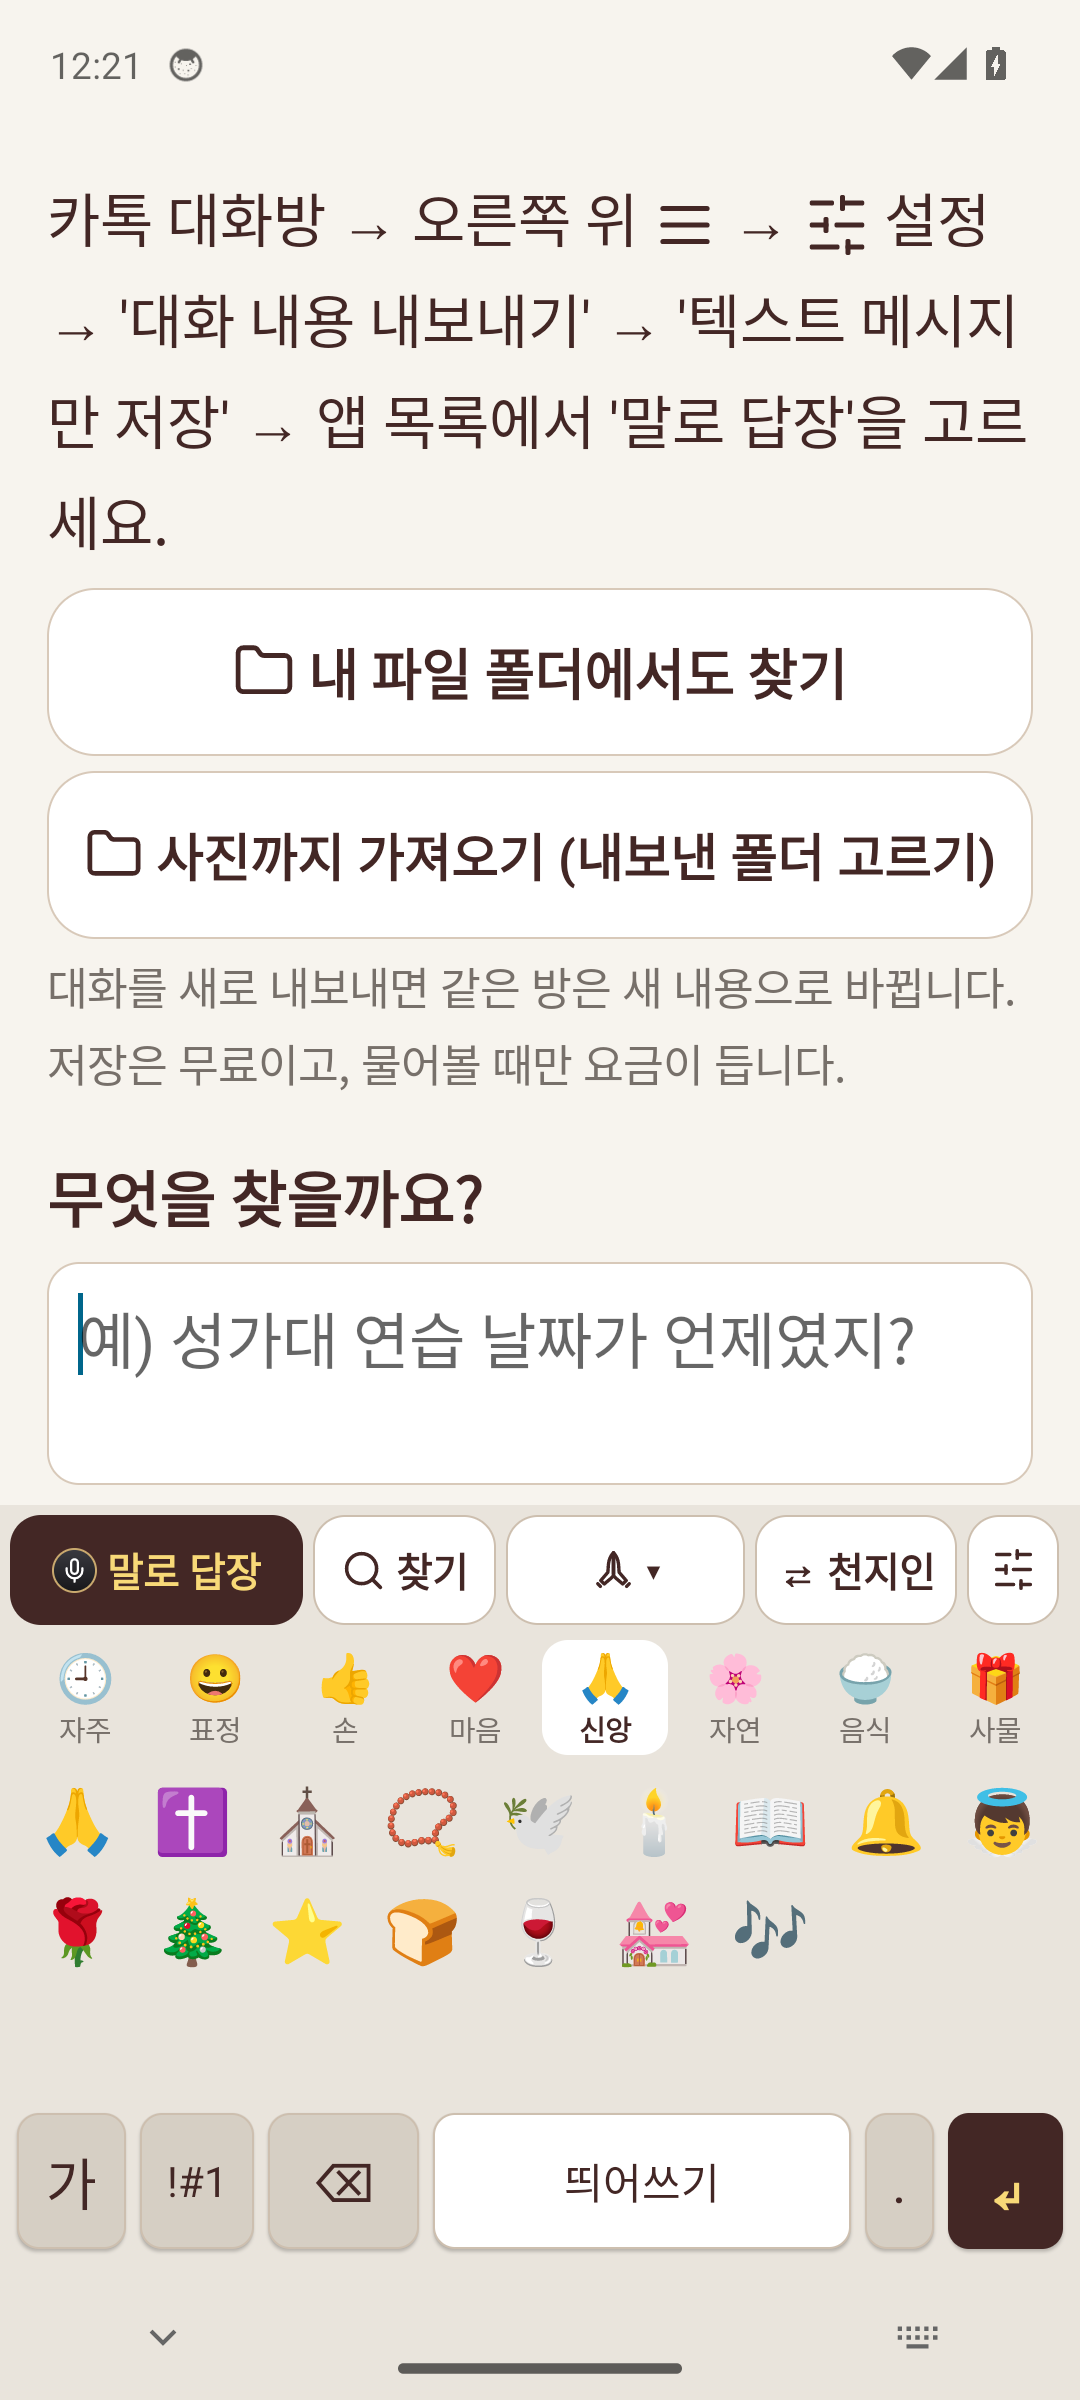 12:21
카톡 대화방 → 오른쪽 위 ☰ → 설정
→ '대화 내용 내보내기' → '텍스트 메시지
만 저장' → 앱 목록에서 '말로 답장'을 고르
세요.
내 파일 폴더에서도 찾기
사진까지 가져오기 (내보낸 폴더 고르기)
대화를 새로 내보내면 같은 방은 새 내용으로 바뀝니다.
저장은 무료이고, 물어볼 때만 요금이 듭니다.
무엇을 찾을까요?
예) 성가대 연습 날짜가 언제였지?
말로 답장 찾기 ▾ ⇄ 천지인
자주 표정 손 마음 신앙 자연 음식 사물
가 !#1 띄어쓰기 .